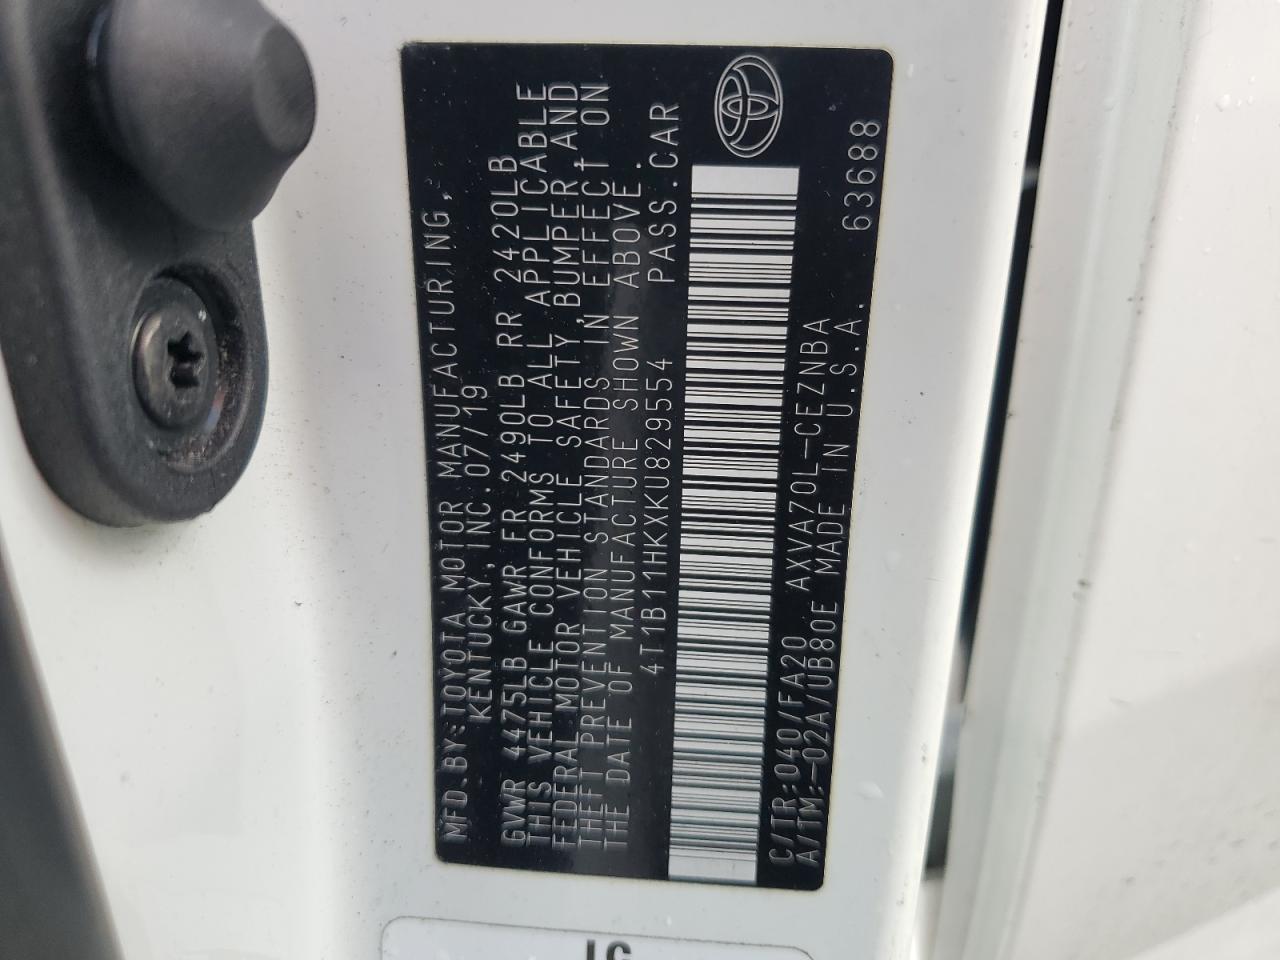 MFD.BY:TOYOTA MOTOR MANUFACTURING,
KENTUCKY,INC.07/19
GVWR 4475LB GAWR FR 2490LB RR 2420LB
THIS VEHICLE CONFORMS TO ALL APPLICABLE
FEDERAL MOTOR VEHICLE SAFETY,BUMPER,AND
THEFT PREVENTION STANDARDS IN EFFECT ON
THE DATE OF MANUFACTURE SHOWN ABOVE.
4T1B11HKXKU829554 PASS.CAR
C/TR:040/FA20 AXVA70L-CEZNBA
A/TM:-02A/UB80E MADE IN U.S.A. 63688